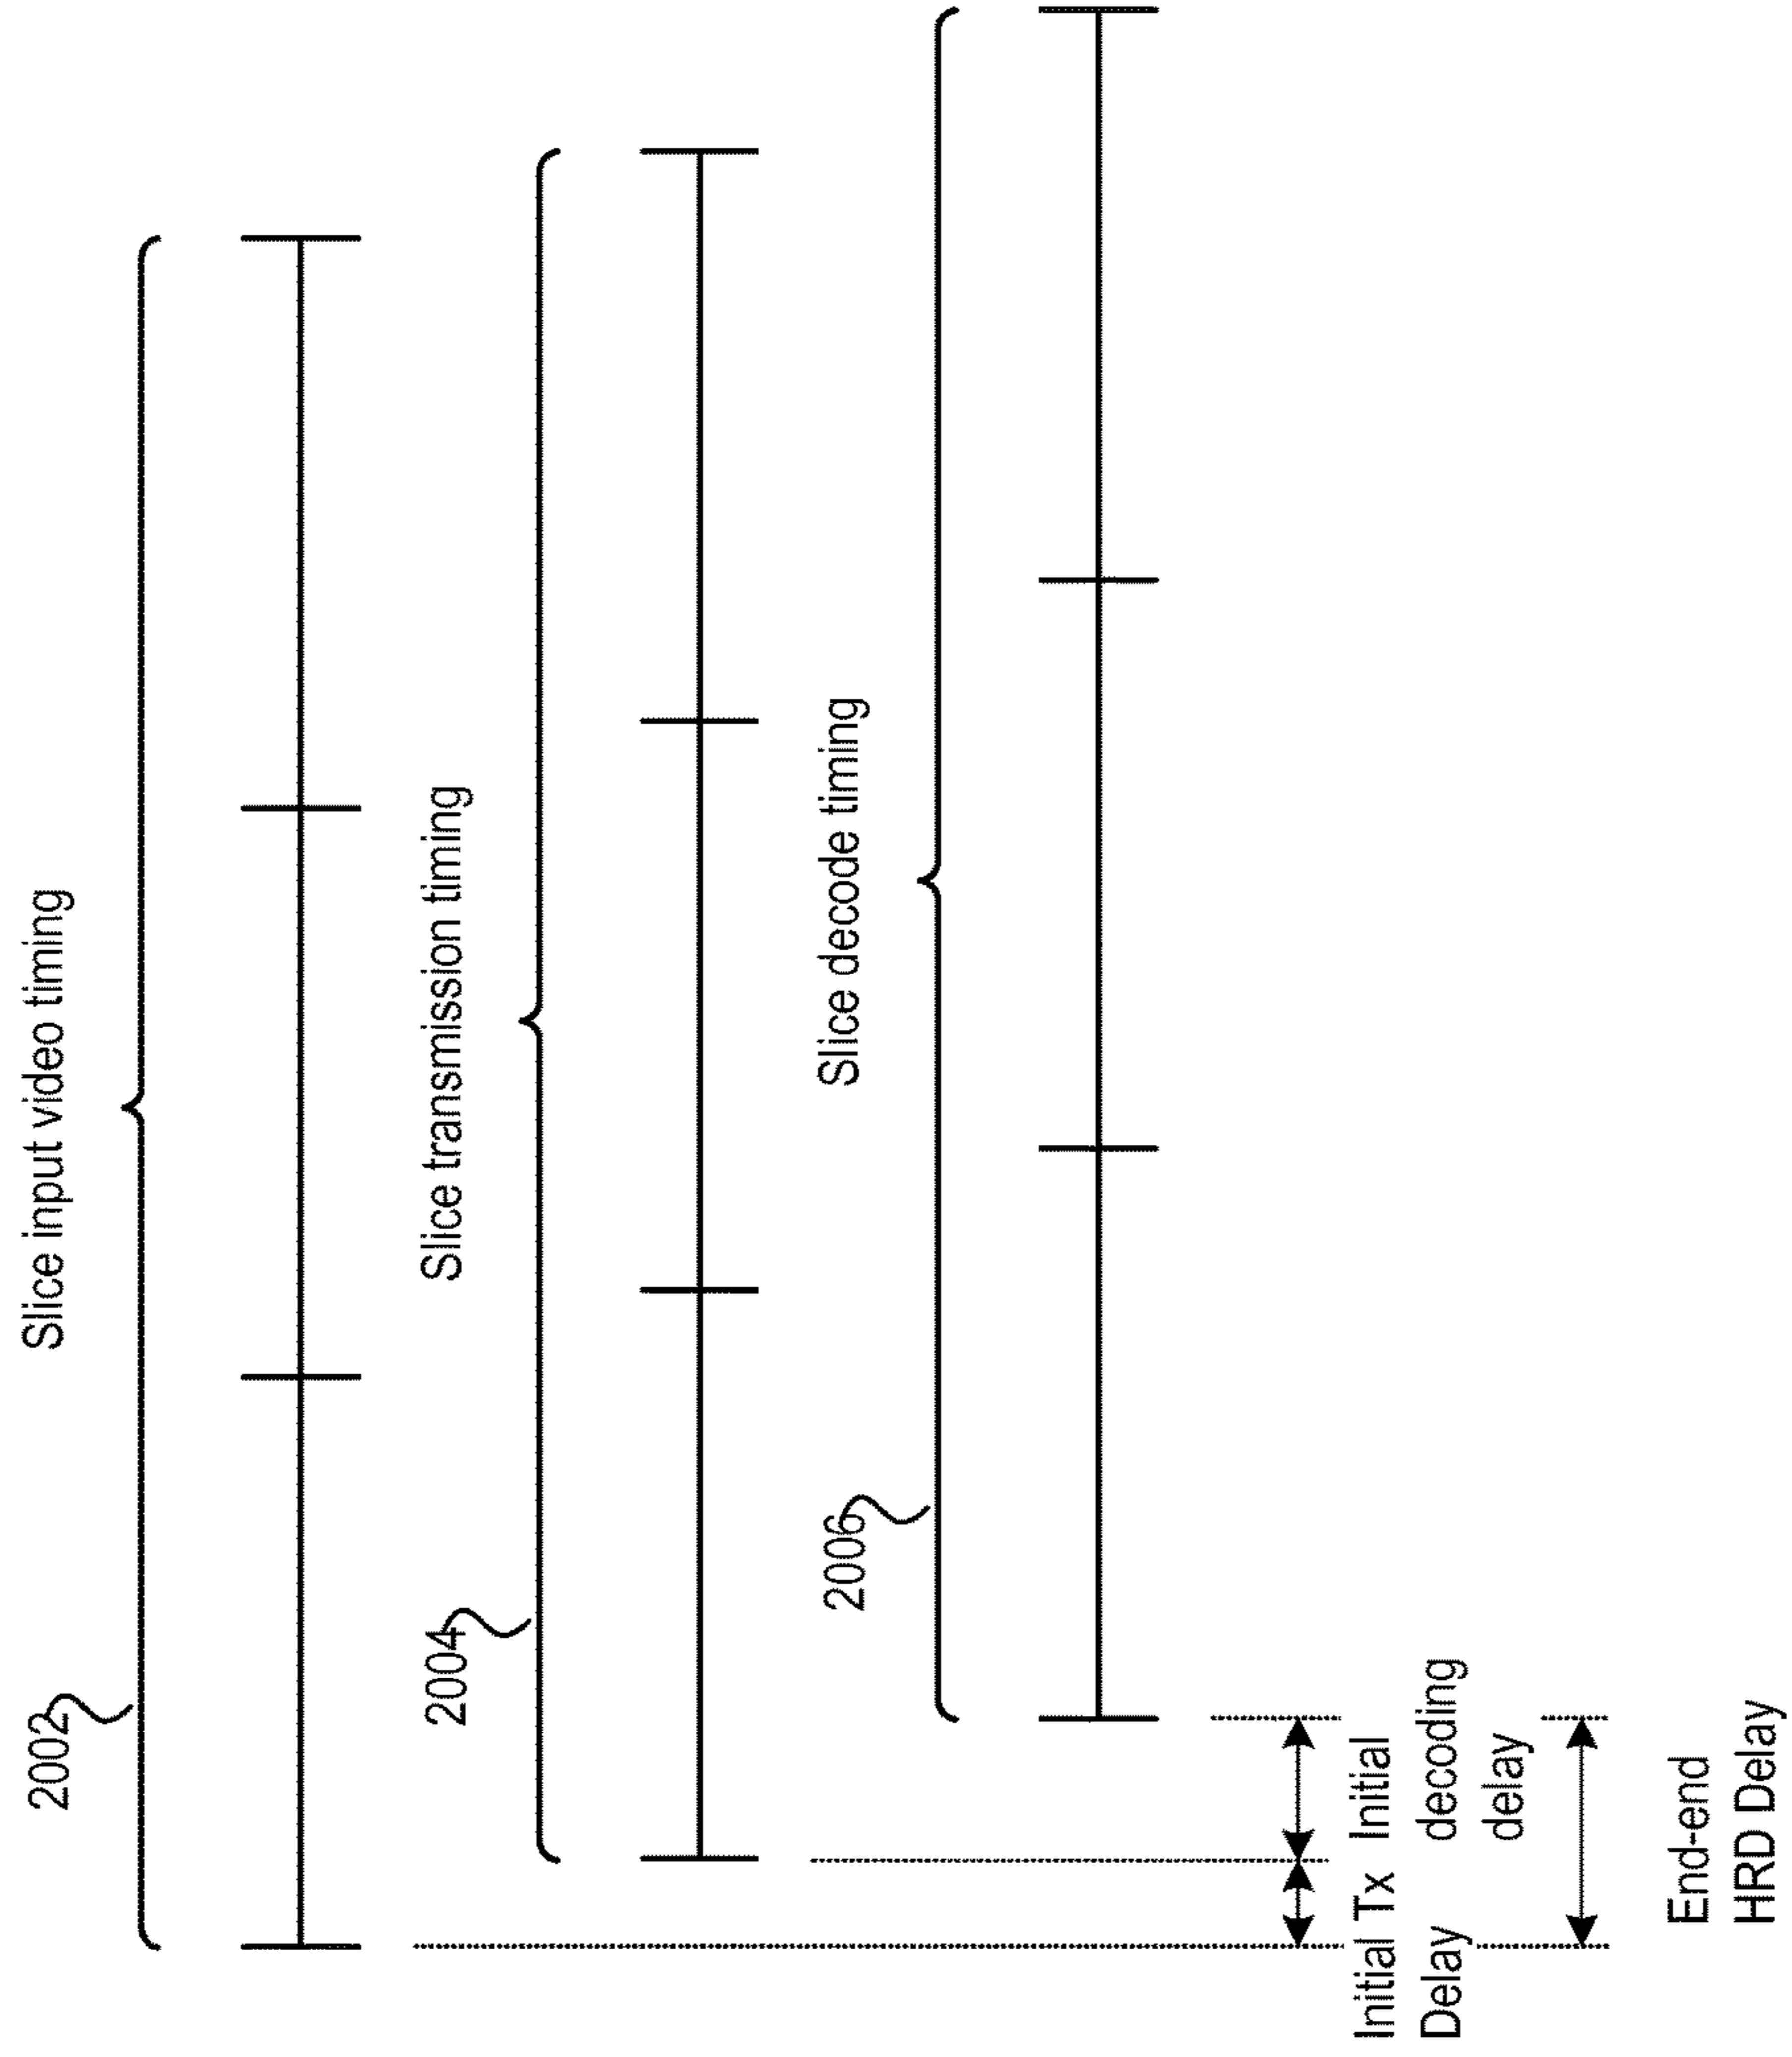 Slice input video timing
2002
Slice transmission timing
2004
Slice decode timing
2006
Initial Tx
Delay
Initial
decoding
delay
End-end
HRD Delay